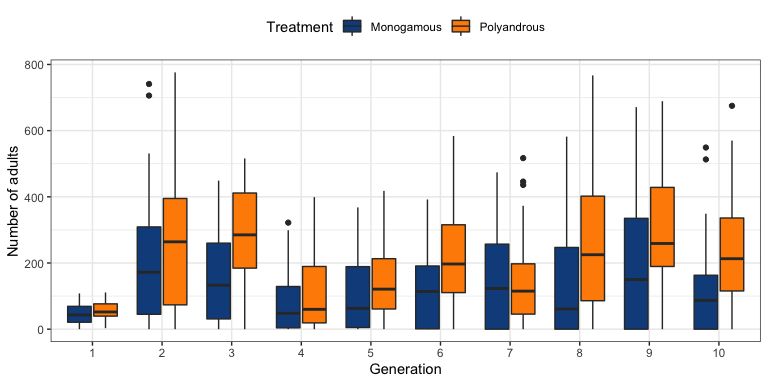 Treatment Monogamous Polyandrous
800
600
400
200
0
Number of adults
1 2 3 4 5 6 7 8 9 10
Generation